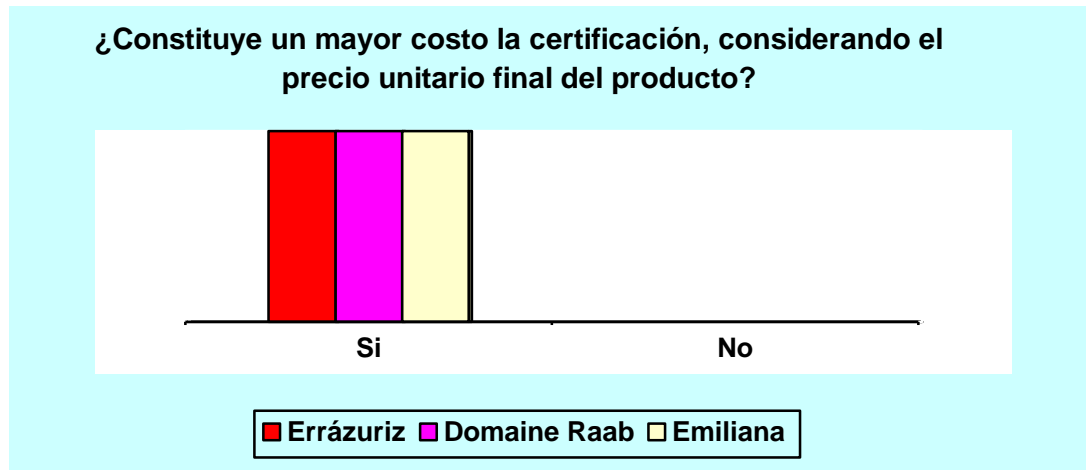 ¿Constituye un mayor costo la certificación, considerando el
precio unitario final del producto?
Si
No
Errázuriz Domaine Raab Emiliana